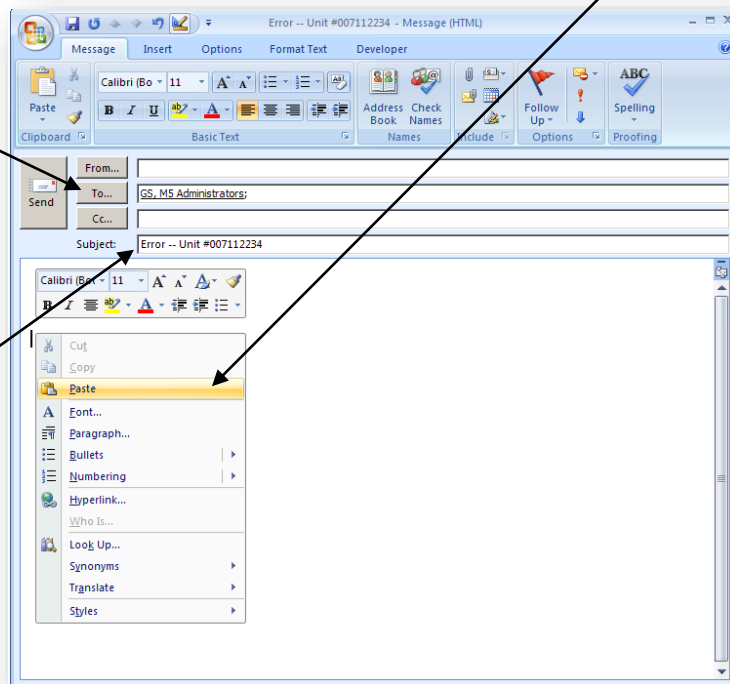 Error -- Unit #007112234 - Message (HTML)
Message Insert Options Format Text Developer
Paste
Calibri (Bo 11 A A
B I U ab A
Address Book
Check Names
Follow Up
ABC
Spelling
Clipboard Basic Text Names Include Options Proofing
Send
From...
To... GS, M5 Administrators;
Cc...
Subject: Error -- Unit #007112234
Calibri (Bo 11 A A A
B I ab A
Cut
Copy
Paste
A Font...
Paragraph...
Bullets
Numbering
Hyperlink...
Who Is...
Look Up...
Synonyms
Translate
Styles